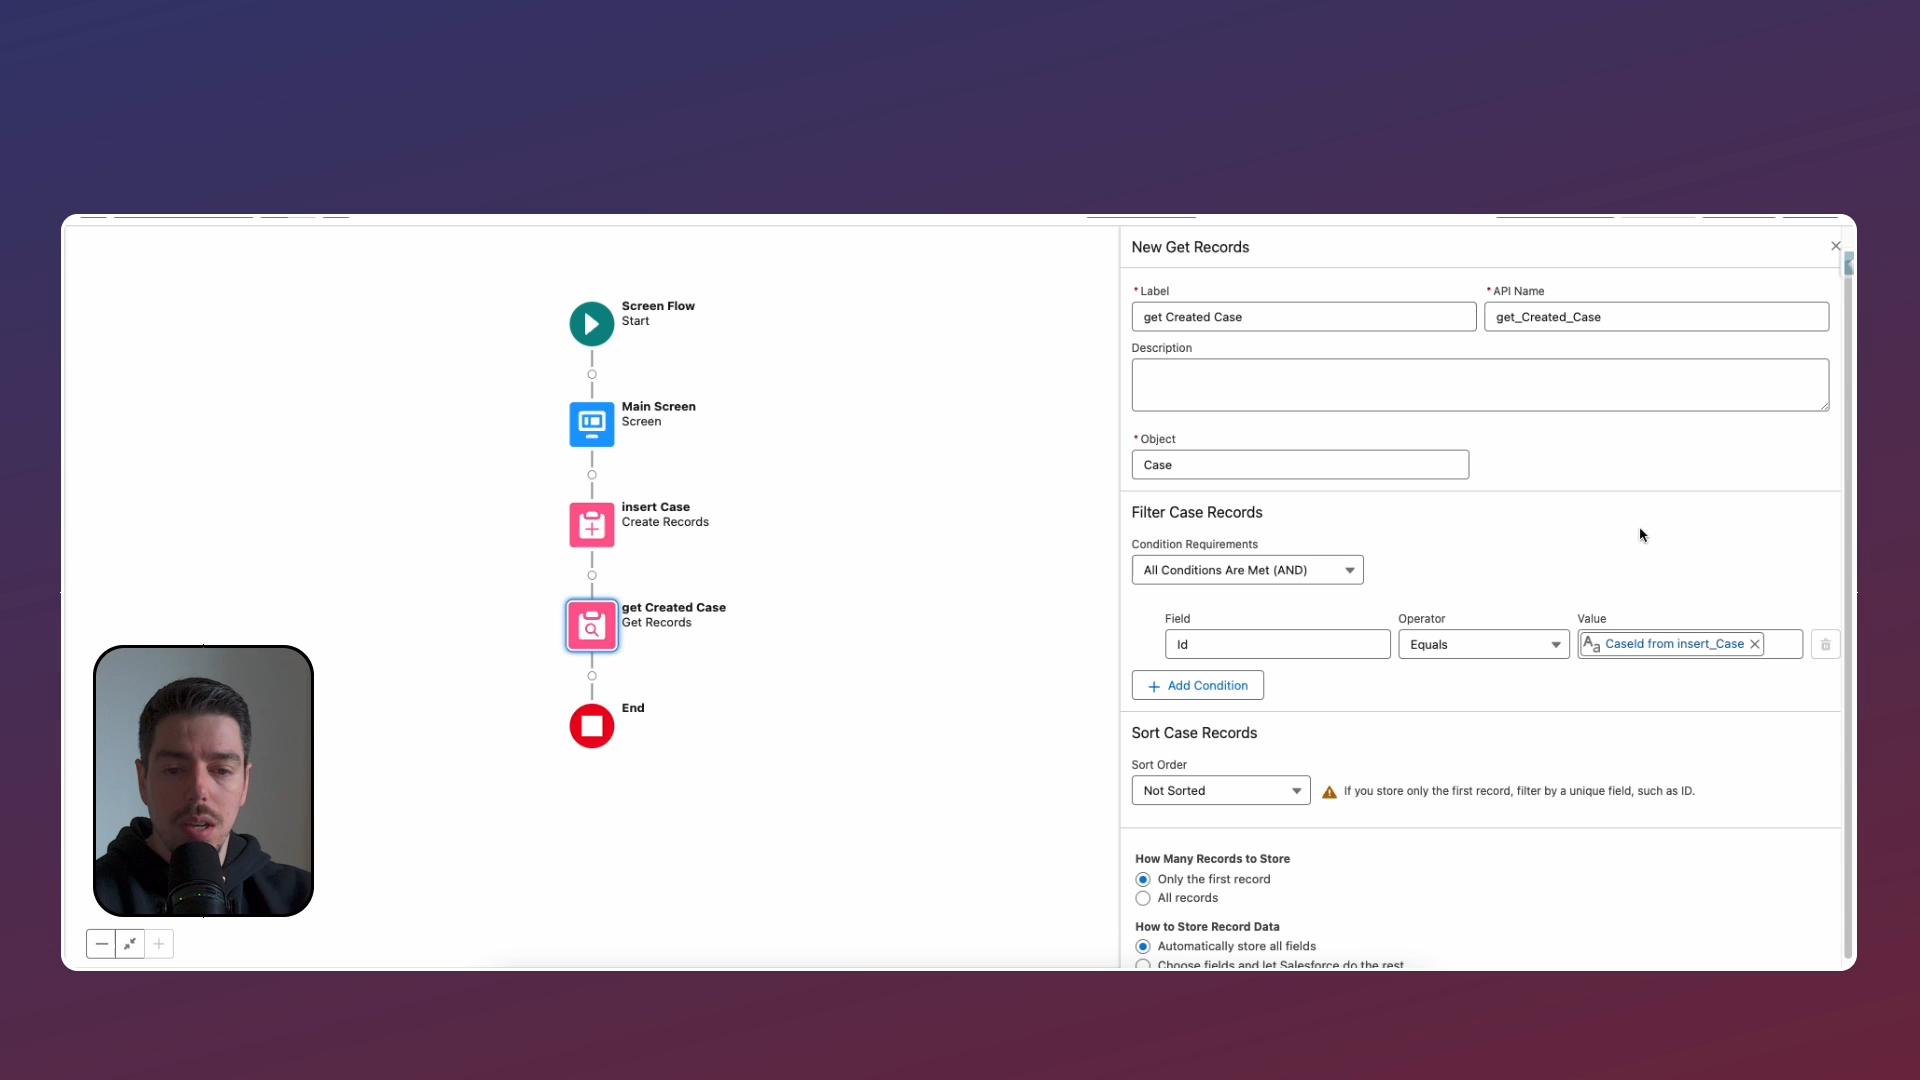 Screen Flow
Start
Main Screen
Screen
insert Case
Create Records
get Created Case
Get Records
End
New Get Records
* Label
get Created Case
* API Name
get_Created_Case
Description
* Object
Case
Filter Case Records
Condition Requirements
All Conditions Are Met (AND)
Field
Id
Operator
Equals
Value
Aa CaseId from insert_Case
+ Add Condition
Sort Case Records
Sort Order
Not Sorted
If you store only the first record, filter by a unique field, such as ID.
How Many Records to Store
Only the first record
All records
How to Store Record Data
Automatically store all fields
Choose fields and let Salesforce do the rest